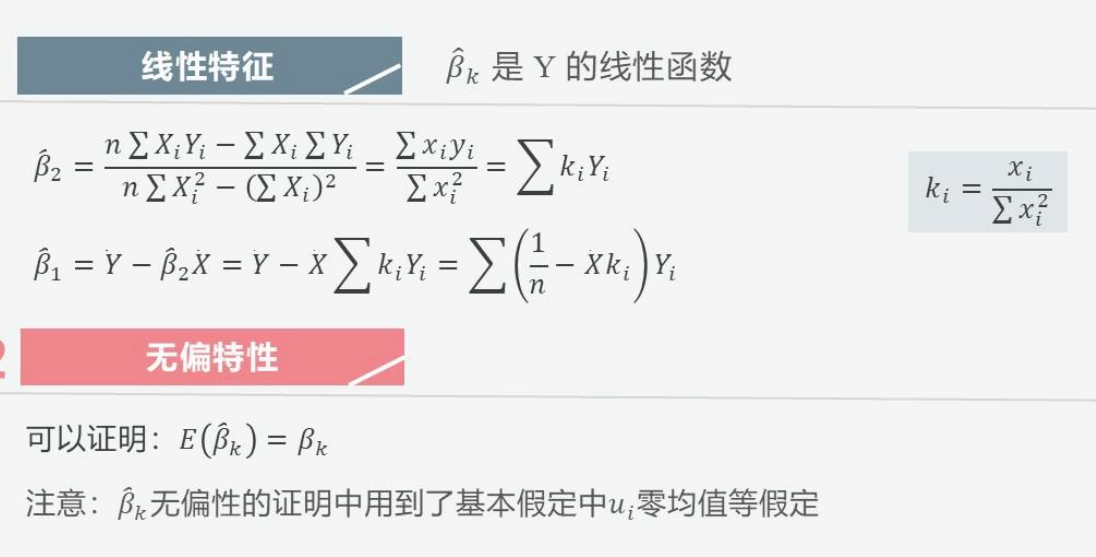 线性特征 β̂ₖ 是 Y 的线性函数
β̂₂ = (n∑XᵢYᵢ − ∑Xᵢ∑Yᵢ)/(n∑Xᵢ² − (∑Xᵢ)²) = ∑xᵢyᵢ/∑xᵢ² = ∑kᵢYᵢ
kᵢ = xᵢ/∑xᵢ²
β̂₁ = Ẏ − β̂₂Ẋ = Ẏ − Ẋ∑kᵢYᵢ = ∑(1/n − Ẋkᵢ)Yᵢ
2 无偏特性
可以证明：E(β̂ₖ) = βₖ
注意：β̂ₖ无偏性的证明中用到了基本假定中uᵢ零均值等假定